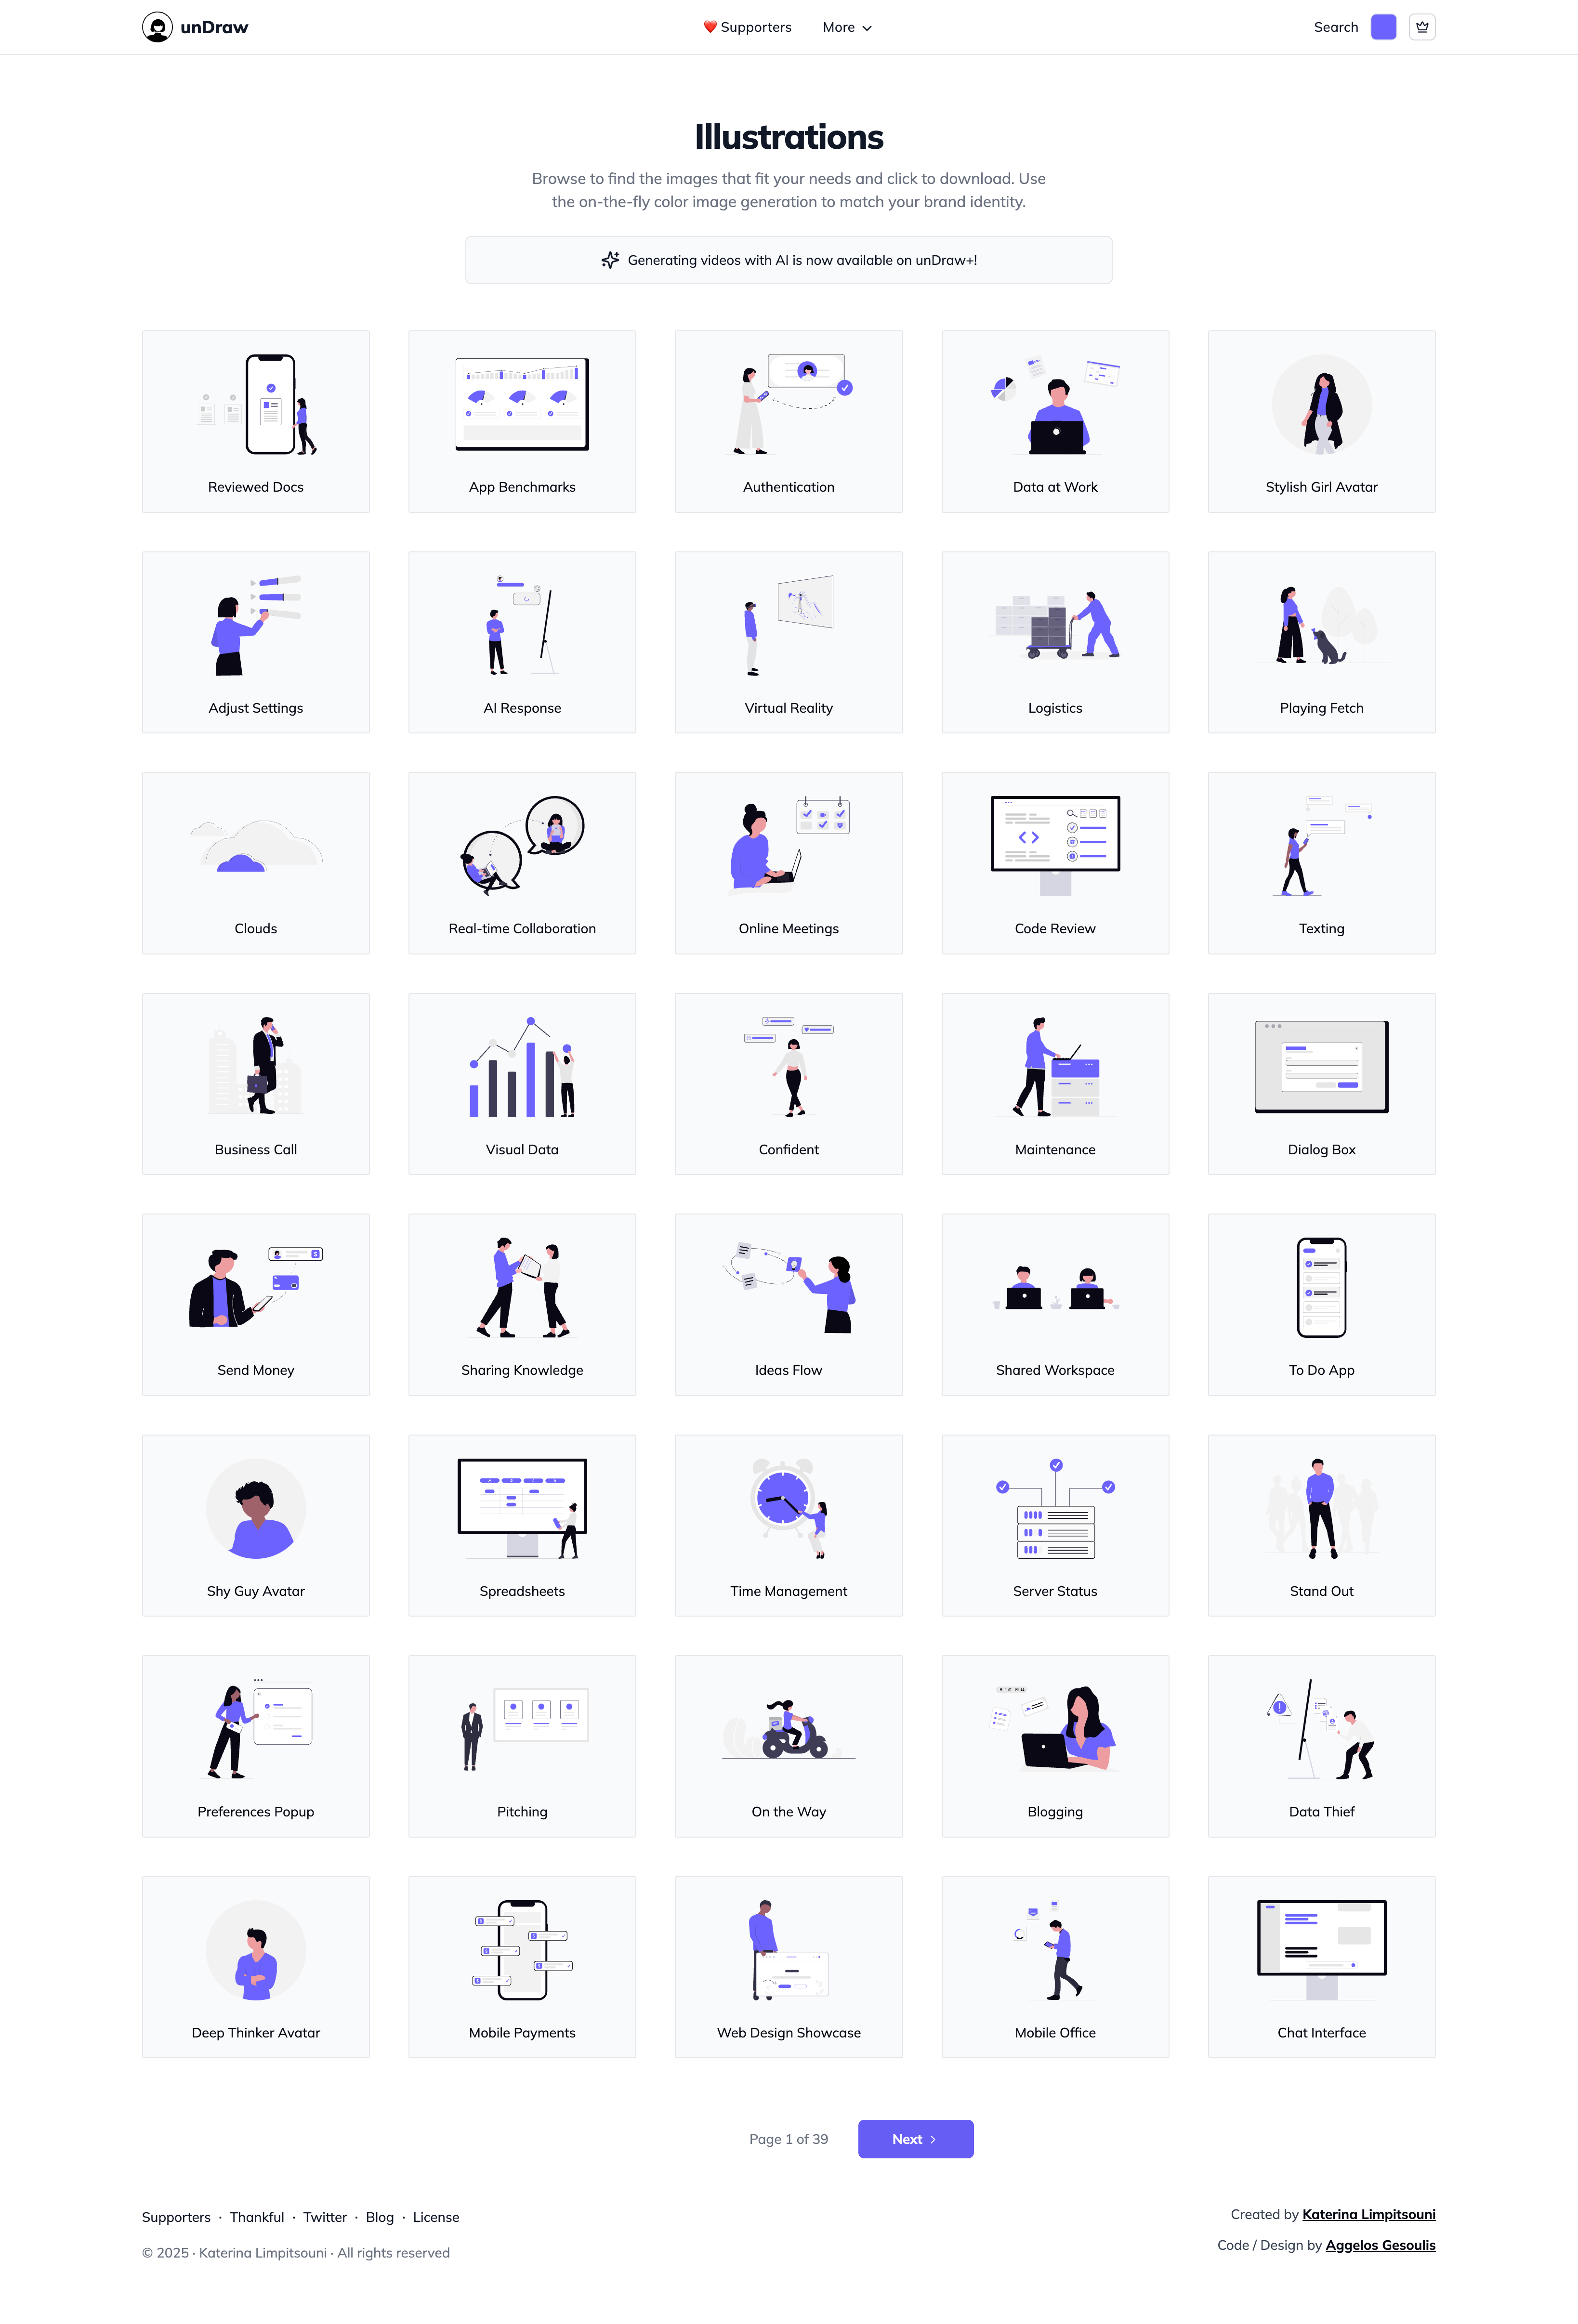 unDraw
❤️ Supporters
More
Search
Illustrations
Browse to find the images that fit your needs and click to download. Use
the on-the-fly color image generation to match your brand identity.
Generating videos with AI is now available on unDraw+!
Reviewed Docs
App Benchmarks
Authentication
Data at Work
Stylish Girl Avatar
Adjust Settings
AI Response
Virtual Reality
Logistics
Playing Fetch
Clouds
Real-time Collaboration
Online Meetings
Code Review
Texting
Business Call
Visual Data
Confident
Maintenance
Dialog Box
Send Money
Sharing Knowledge
Ideas Flow
Shared Workspace
To Do App
Shy Guy Avatar
Spreadsheets
Time Management
Server Status
Stand Out
Preferences Popup
Pitching
On the Way
Blogging
Data Thief
Deep Thinker Avatar
Mobile Payments
Web Design Showcase
Mobile Office
Chat Interface
Page 1 of 39
Next
Supporters · Thankful · Twitter · Blog · License
© 2025 · Katerina Limpitsouni · All rights reserved
Created by Katerina Limpitsouni
Code / Design by Aggelos Gesoulis